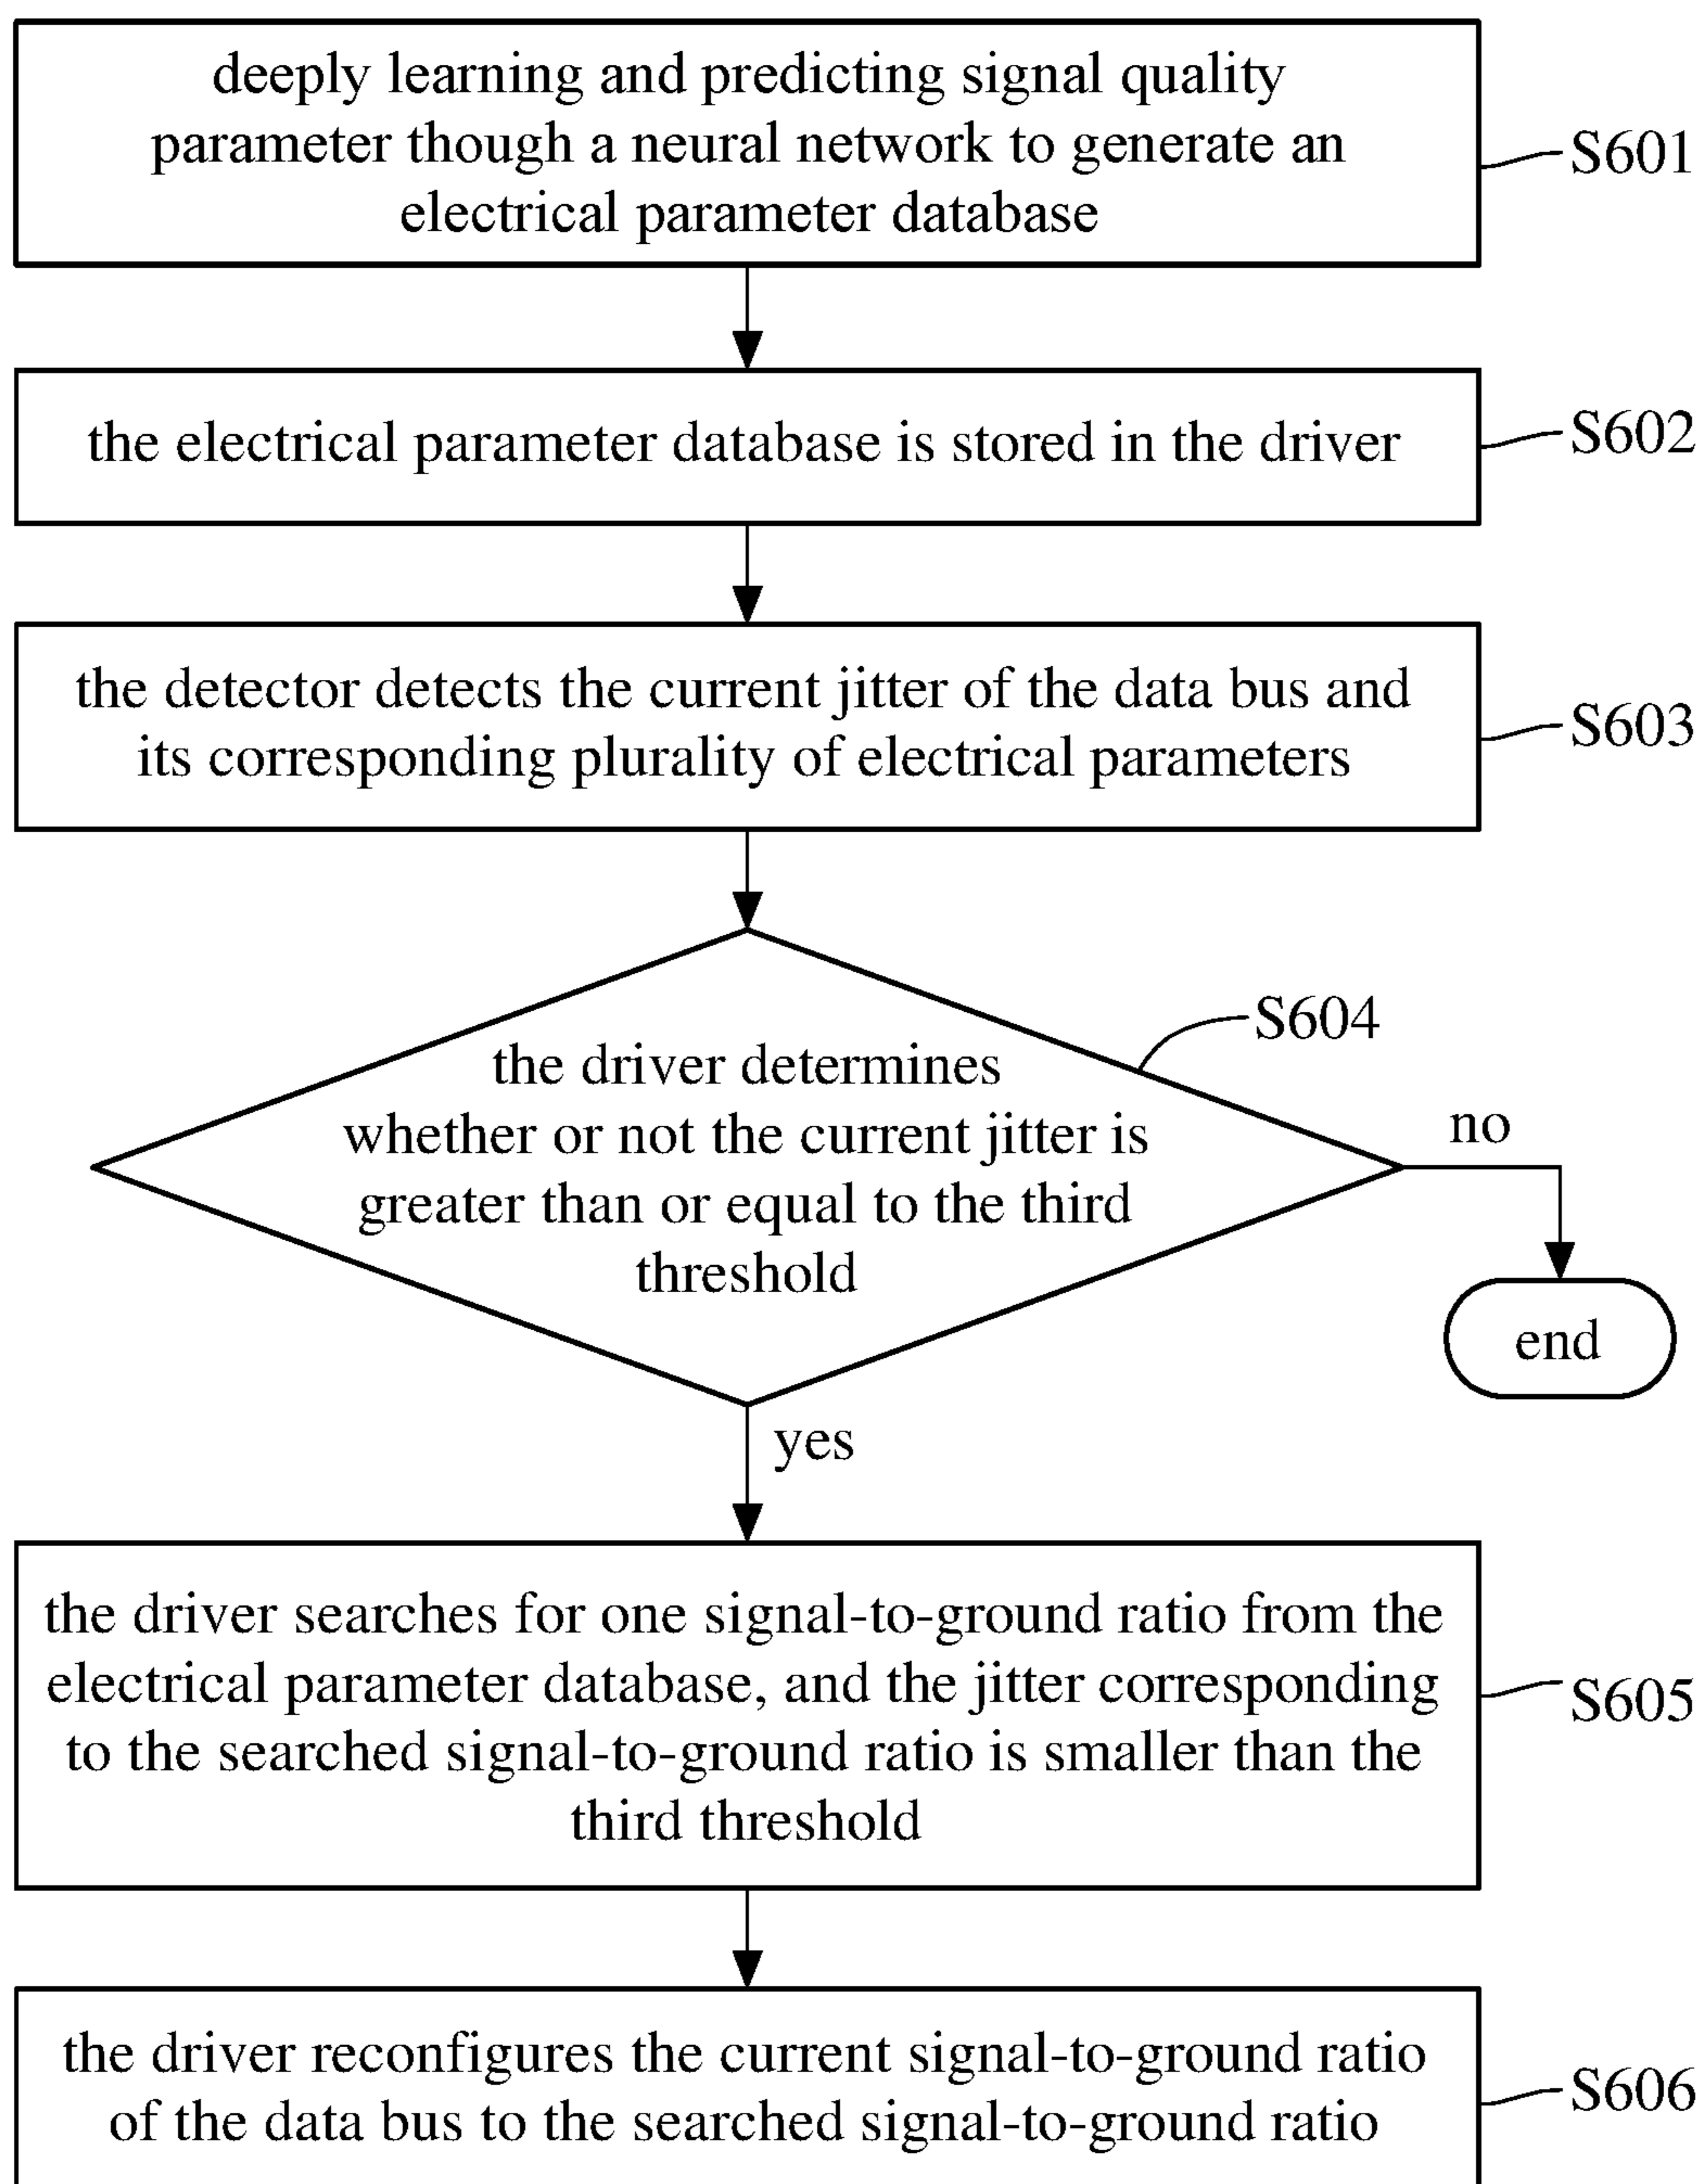 deeply learning and predicting signal quality
parameter though a neural network to generate an
electrical parameter database
S601
the electrical parameter database is stored in the driver
S602
the detector detects the current jitter of the data bus and
its corresponding plurality of electrical parameters
S603
S604
the driver determines
whether or not the current jitter is
greater than or equal to the third
threshold
no
end
yes
the driver searches for one signal-to-ground ratio from the
electrical parameter database, and the jitter corresponding
to the searched signal-to-ground ratio is smaller than the
third threshold
S605
the driver reconfigures the current signal-to-ground ratio
of the data bus to the searched signal-to-ground ratio
S606